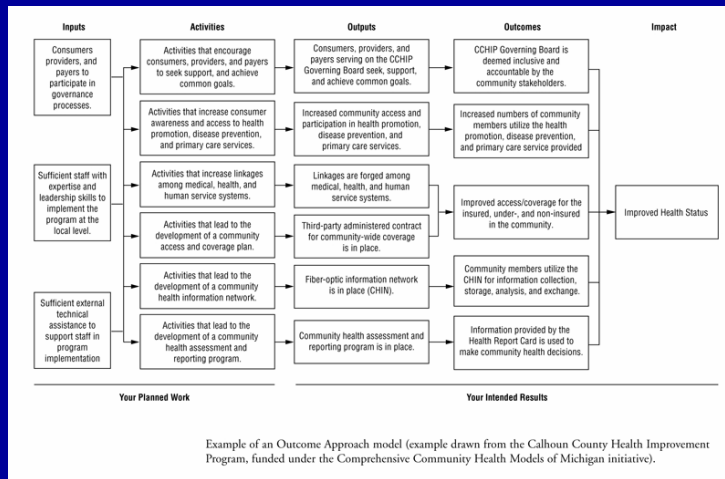 Inputs
Activities
Outputs
Outcomes
Impact
Consumers
providers, and
payers to
participate in
governance
processes.
Sufficient staff with
expertise and
leadership skills to
implement the
program at the
local level.
Sufficient external
technical
assistance to
support staff in
program
implementation
Activities that encourage
consumers, providers, and payers
to seek support, and achieve
common goals.
Activities that increase consumer
awareness and access to health
promotion, disease prevention,
and primary care services.
Activities that increase linkages
among medical, health, and
human service systems.
Activities that lead to the
development of a community
access and coverage plan.
Activities that lead to the
development of a community
health information network.
Activities that lead to the
development of a community
health assessment and
reporting program.
Consumers, providers, and
payers serving on the CCHIP
Governing Board seek, support,
and achieve common goals.
Increased community access and
participation in health promotion,
disease prevention, and
primary care services.
Linkages are forged among
medical, health, and human
service systems.
Third-party administered contract
for community-wide coverage
is in place.
Fiber-optic information network
is in place (CHIN).
Community health assessment and
reporting program is in place.
CCHIP Governing Board is
deemed inclusive and
accountable by the
community stakeholders.
Increased numbers of community
members utilize the health
promotion, disease prevention,
and primary care service provided
Improved access/coverage for the
insured, under-, and non-insured
in the community.
Community members utilize the
CHIN for information collection,
storage, analysis, and exchange.
Information provided by the
Health Report Card is used to
make community health decisions.
Improved Health Status
Your Planned Work
Your Intended Results
Example of an Outcome Approach model (example drawn from the Calhoun County Health Improvement
Program, funded under the Comprehensive Community Health Models of Michigan initiative).